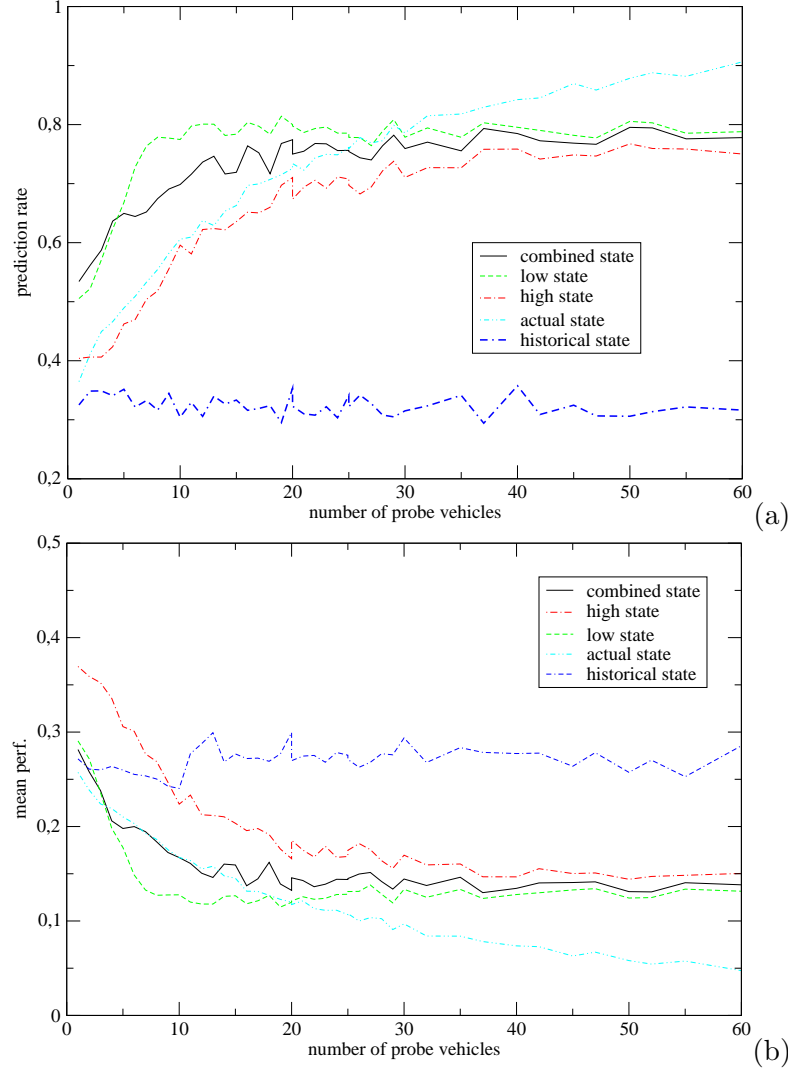 1
0,8
0,6
0,4
0,2
prediction rate
combined state
low state
high state
actual state
historical state
0 10 20 30 40 50 60
number of probe vehicles
(a)
0,5
0,4
0,3
0,2
0,1
0
mean perf.
combined state
high state
low state
actual state
historical state
0 10 20 30 40 50 60
number of probe vehicles
(b)